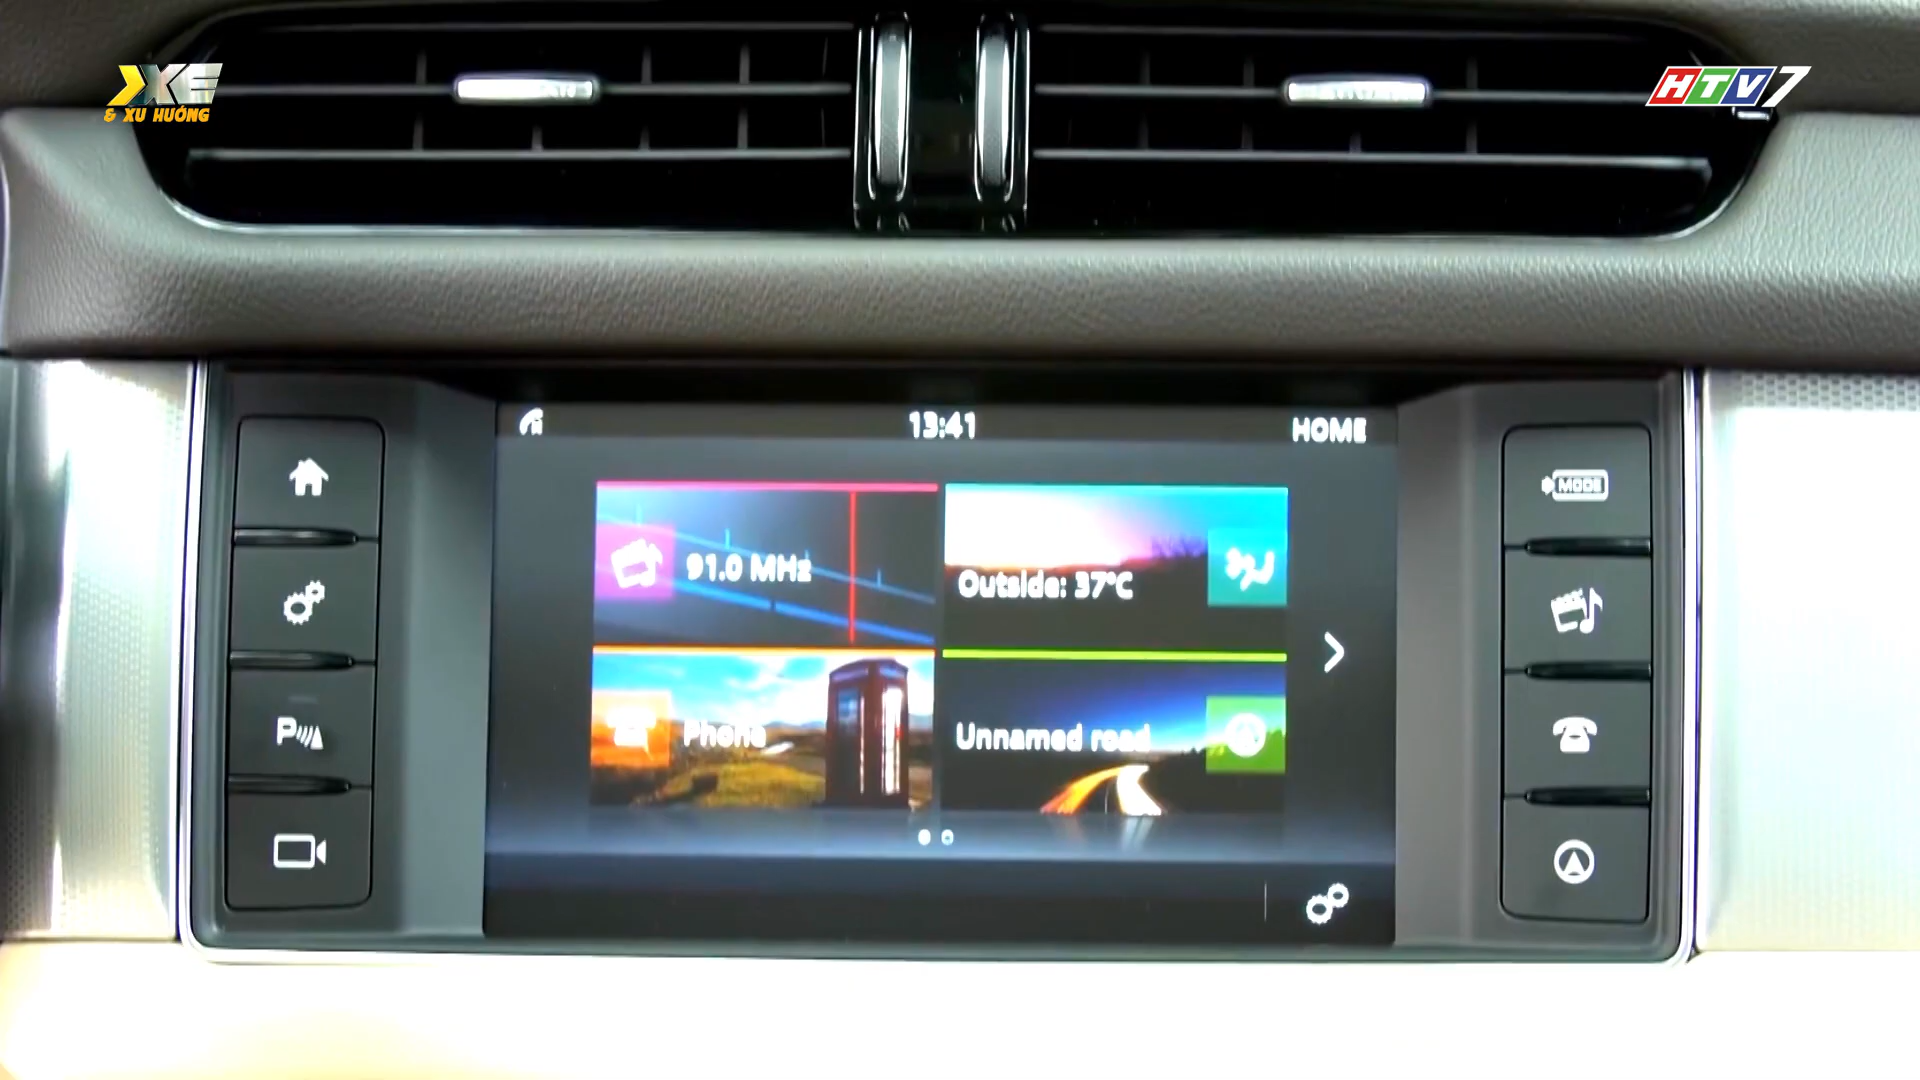 XE
& XU HƯỚNG
HTV7
13:41
HOME
91.0 MHz
Outside: 37°C
Phone
Unnamed road
MODE
P